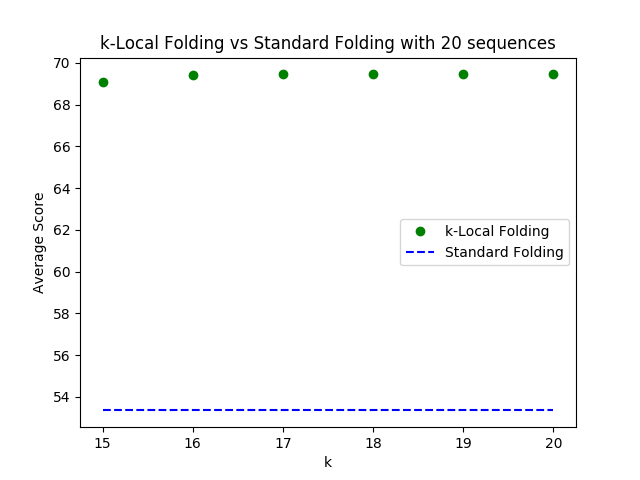 k-Local Folding vs Standard Folding with 20 sequences
70
68
66
64
62
60
58
56
54
Average Score
k-Local Folding
Standard Folding
15 16 17 18 19 20
k